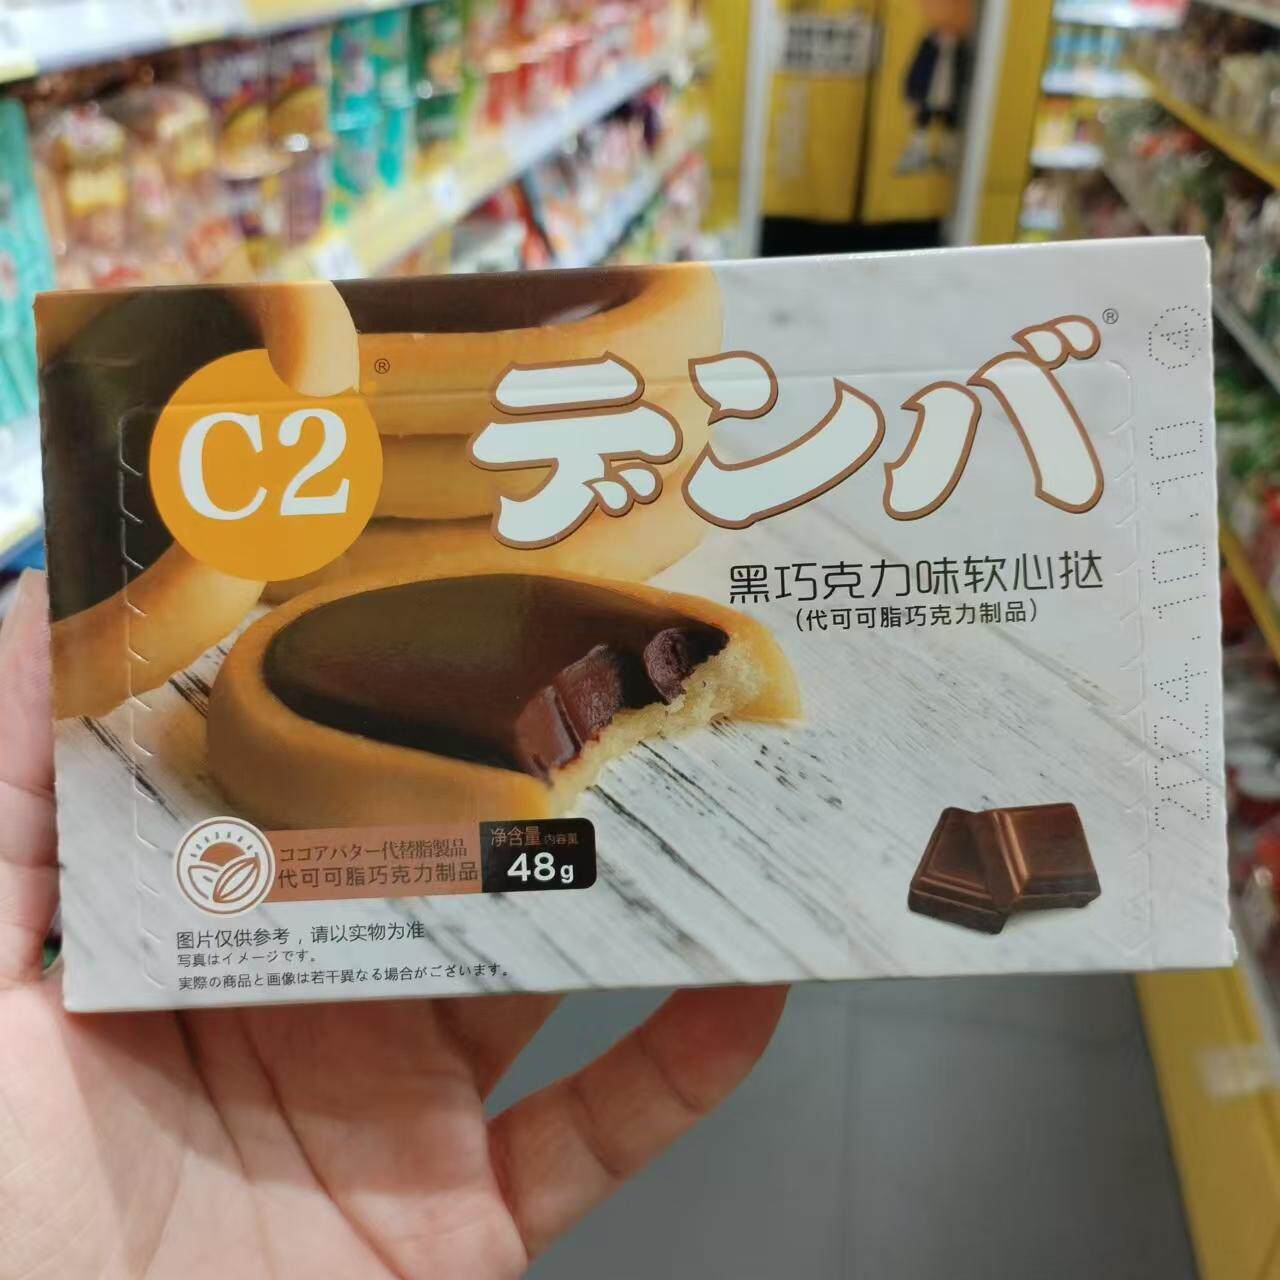 C2
®
デンバ®
黑巧克力味软心挞
(代可可脂巧克力制品)
ココアバター代替脂製品
代可可脂巧克力制品
净含量 内容量
48g
图片仅供参考，请以实物为准
写真はイメージです。
実際の商品と画像は若干異なる場合がございます。
2024.10.10 ④